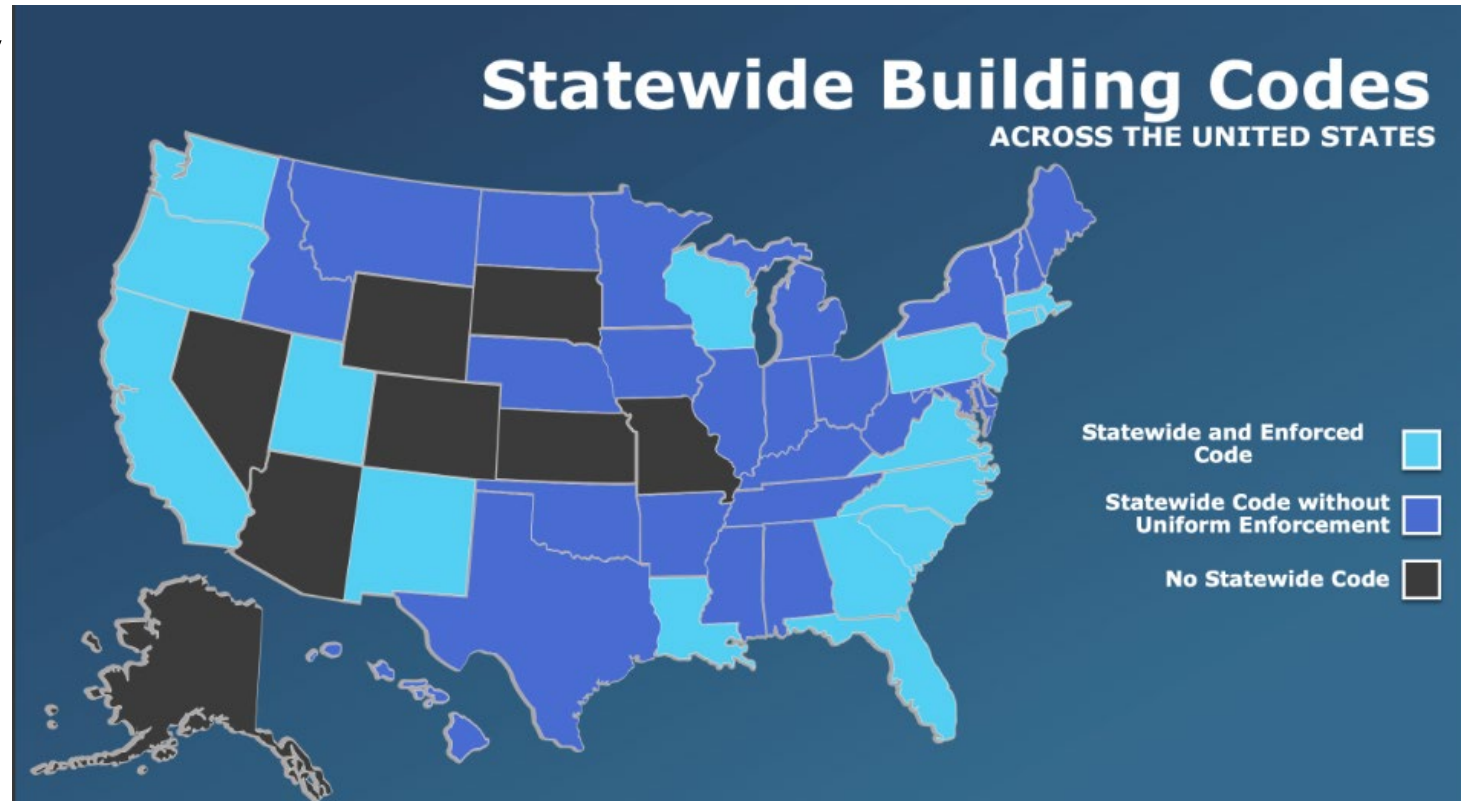 Statewide Building Codes
ACROSS THE UNITED STATES
Statewide and Enforced
Code
Statewide Code without
Uniform Enforcement
No Statewide Code